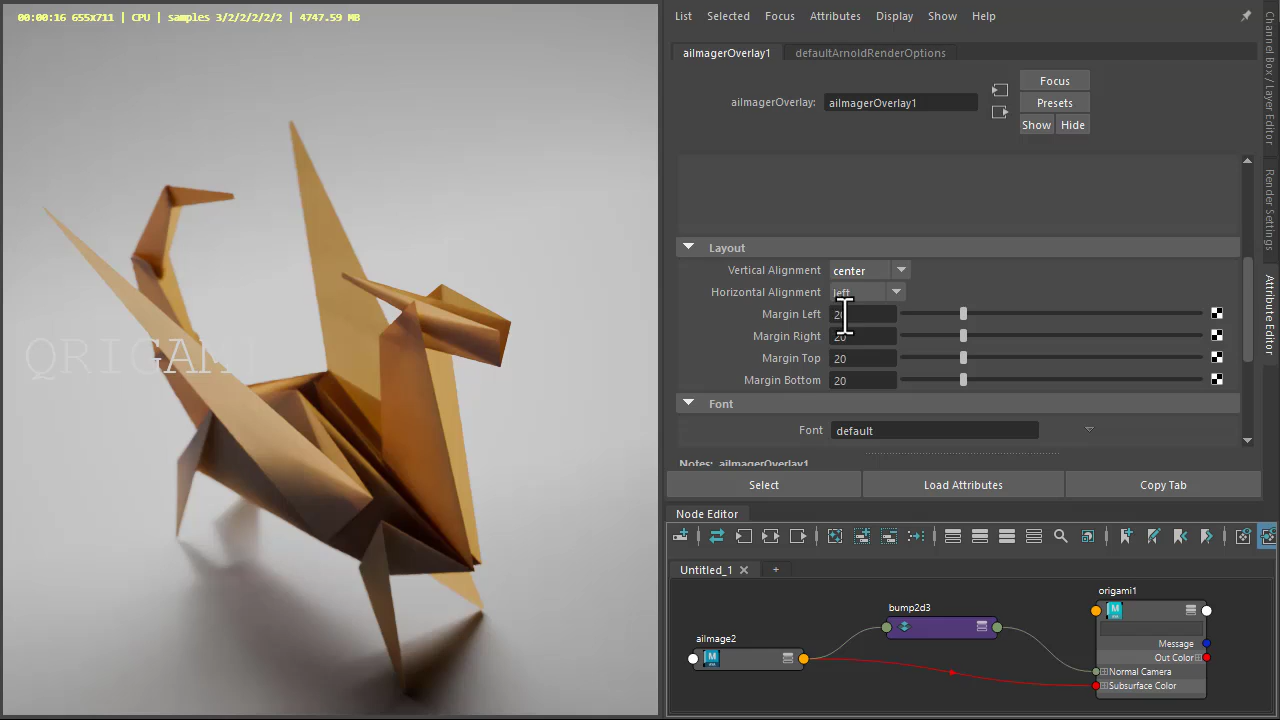 00:00:16 655x711 | CPU | samples 3/2/2/2/2/2 | 4747.59 MB
QRIGAMI
List Selected Focus Attributes Display Show Help
aiImagerOverlay1 defaultArnoldRenderOptions
Focus
aiImagerOverlay: aiImagerOverlay1
Presets
Show Hide
Layout
Vertical Alignment center
Horizontal Alignment left
Margin Left 20
Margin Right 20
Margin Top 20
Margin Bottom 20
Font
Font default
Notes: aiImagerOverlay1
Select Load Attributes Copy Tab
Node Editor
Untitled_1
origami1
bump2d3
aiImage2
Message
Out Color
Normal Camera
Subsurface Color
Channel Box / Layer Editor
Render Settings
Attribute Editor